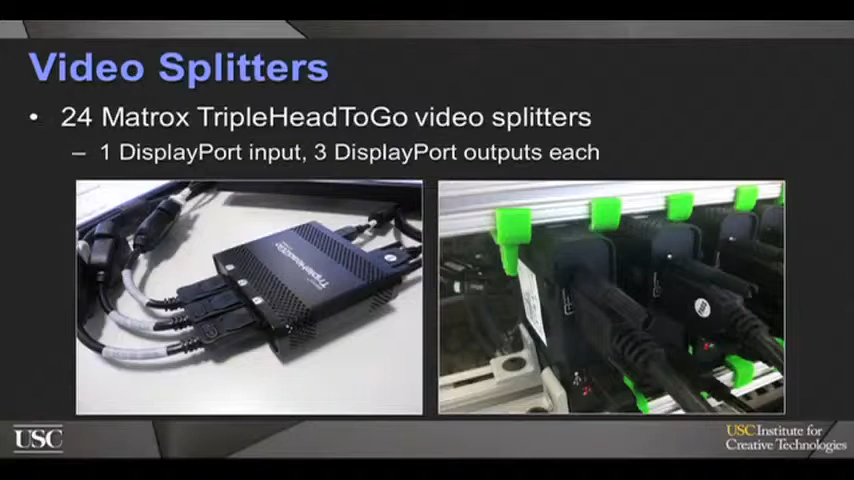 Video Splitters
• 24 Matrox TripleHeadToGo video splitters
– 1 DisplayPort input, 3 DisplayPort outputs each
TripleHead2Go
USC
USC Institute for
Creative Technologies